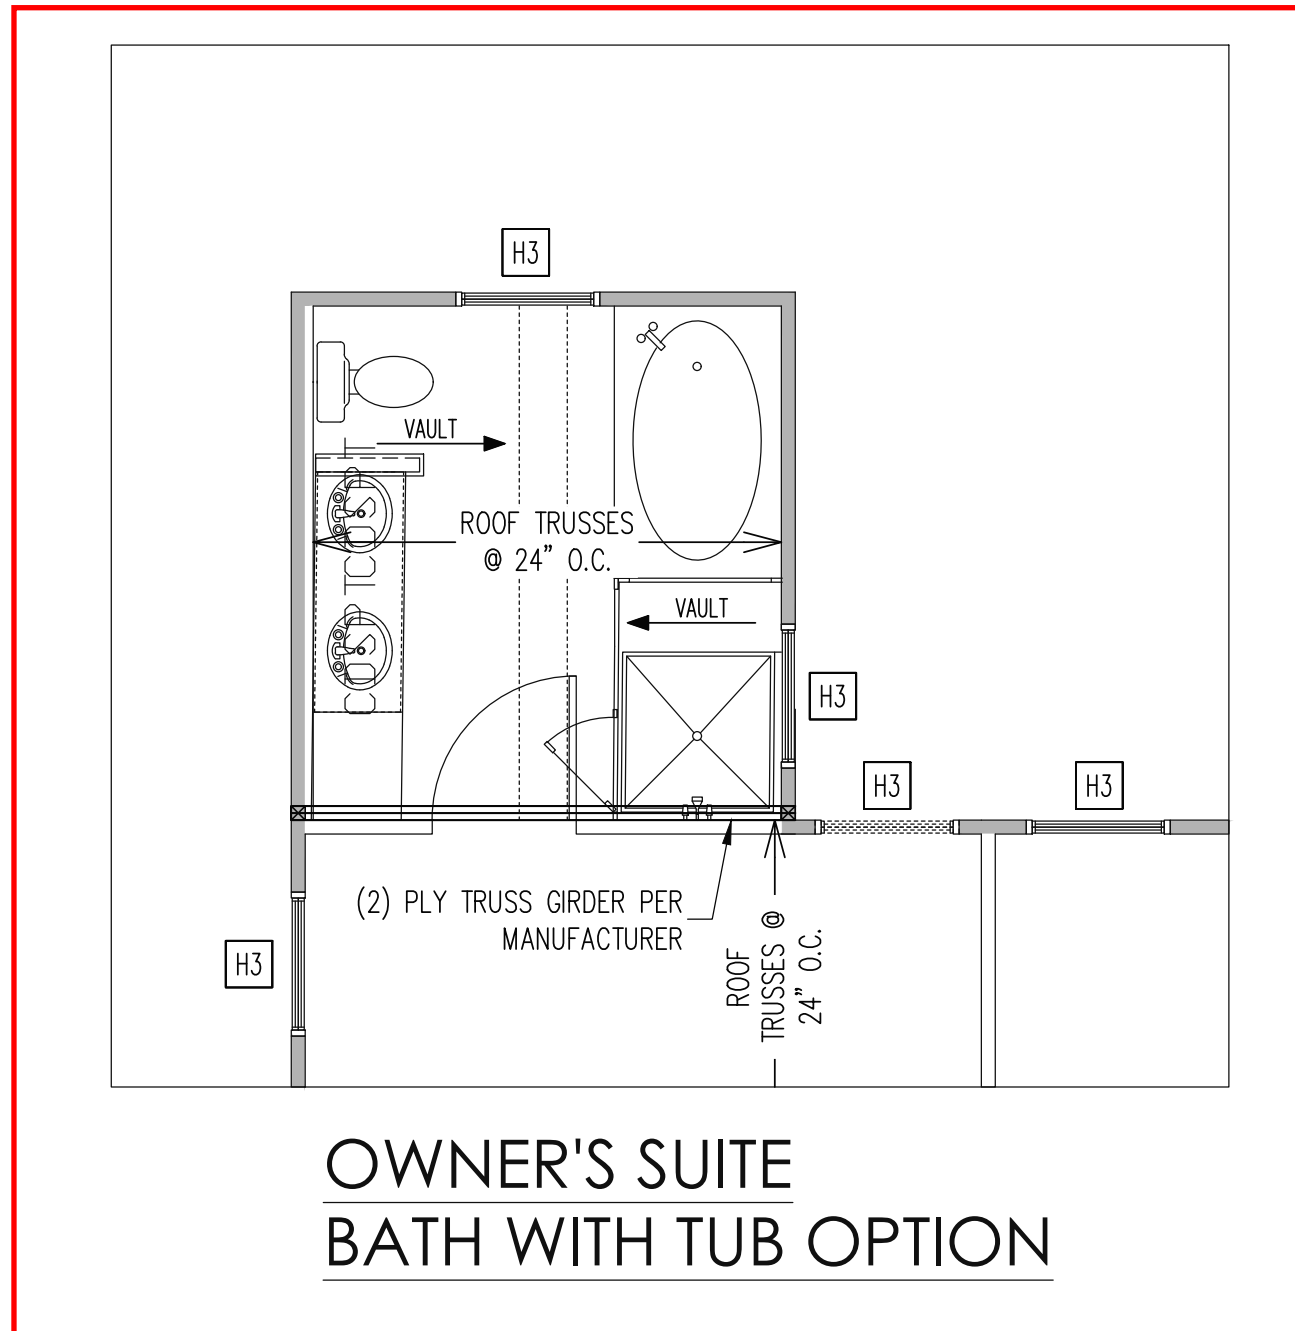 H3
VAULT
ROOF TRUSSES
@ 24” O.C.
VAULT
H3
H3
H3
(2) PLY TRUSS GIRDER PER
MANUFACTURER
H3
ROOF
TRUSSES @
24” O.C.
OWNER'S SUITE
BATH WITH TUB OPTION